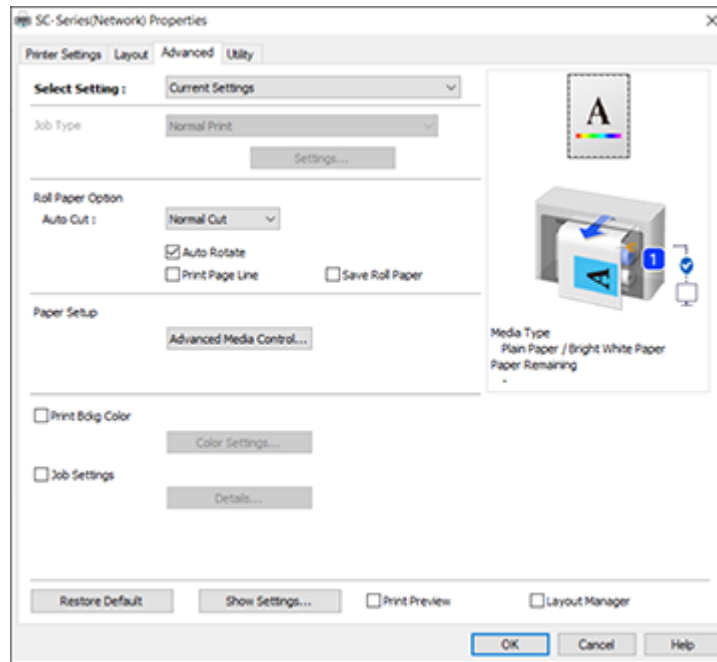 SC-Series(Network) Properties
Printer Settings Layout Advanced Utility
Select Setting : Current Settings
Job Type Normal Print
Settings...
Roll Paper Option
Auto Cut : Normal Cut
Auto Rotate
Print Page Line Save Roll Paper
Paper Setup
Advanced Media Control...
Print Bckg Color
Color Settings...
Job Settings
Details...
A
1
A
Media Type
Plain Paper / Bright White Paper
Paper Remaining
-
Restore Default Show Settings... Print Preview Layout Manager
OK Cancel Help